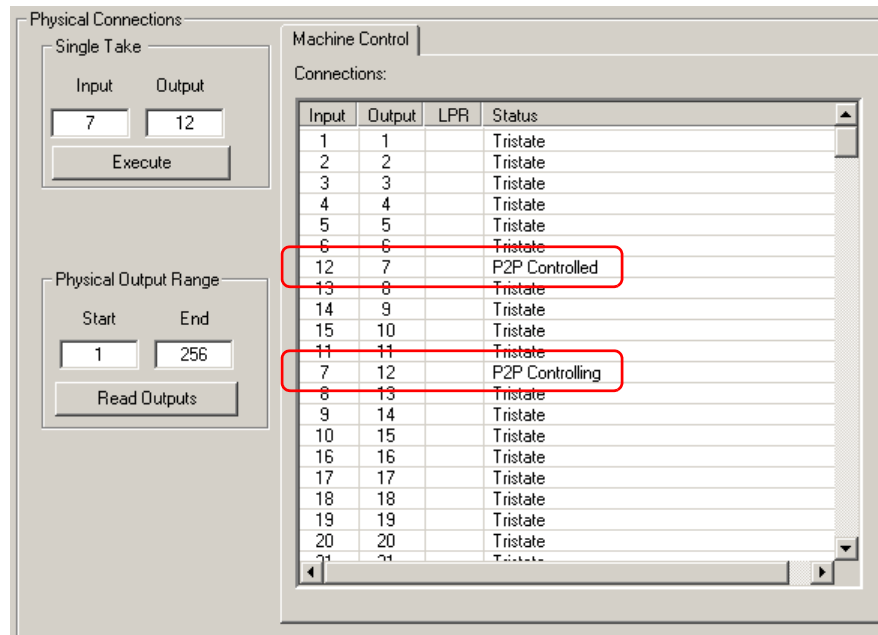 Physical Connections
Single Take
Input Output
7 12
Execute
Physical Output Range
Start End
1 256
Read Outputs
Machine Control
Connections:
Input Output LPR Status
1 1 Tristate
2 2 Tristate
3 3 Tristate
4 4 Tristate
5 5 Tristate
6 6 Tristate
12 7 P2P Controlled
13 8 Tristate
14 9 Tristate
15 10 Tristate
11 11 Tristate
7 12 P2P Controlling
8 13 Tristate
9 14 Tristate
10 15 Tristate
16 16 Tristate
17 17 Tristate
18 18 Tristate
19 19 Tristate
20 20 Tristate
21 21 Tristate